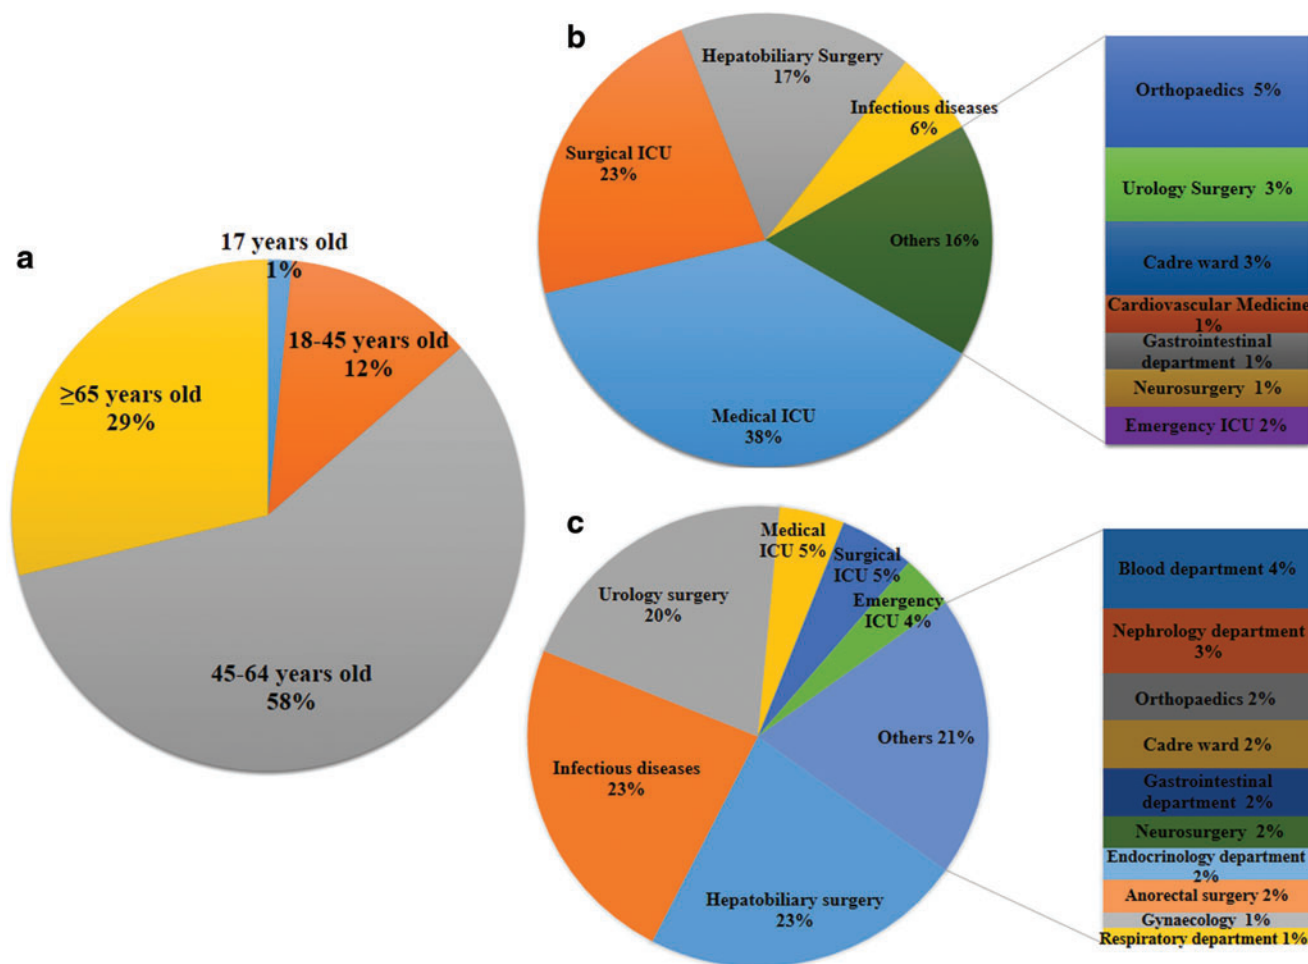 a
17 years old
1%
18-45 years old
12%
≥65 years old
29%
45-64 years old
58%
b
Hepatobiliary Surgery
17%
Infectious diseases
6%
Surgical ICU
23%
Others 16%
Medical ICU
38%
Orthopaedics 5%
Urology Surgery 3%
Cadre ward 3%
Cardiovascular Medicine
1%
Gastrointestinal
department 1%
Neurosurgery 1%
Emergency ICU 2%
c
Medical
ICU 5%
Surgical
ICU 5%
Emergency
ICU 4%
Urology surgery
20%
Others 21%
Infectious diseases
23%
Hepatobiliary surgery
23%
Blood department 4%
Nephrology department
3%
Orthopaedics 2%
Cadre ward 2%
Gastrointestinal
department 2%
Neurosurgery 2%
Endocrinology department
2%
Anorectal surgery 2%
Gynaecology 1%
Respiratory department 1%